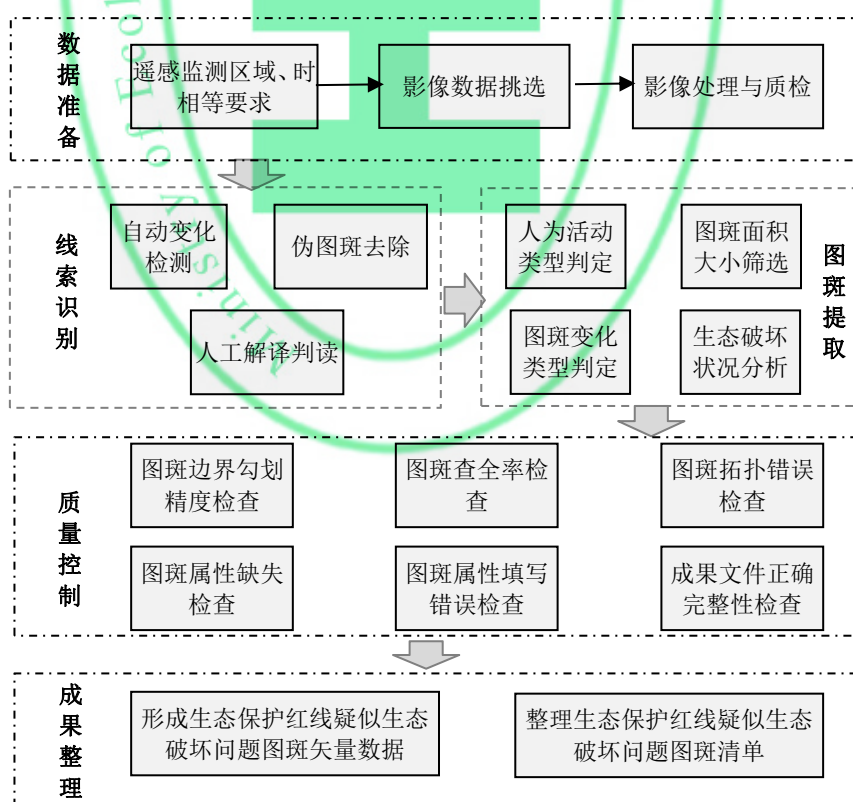 数据准备
遥感监测区域、时
相等要求
影像数据挑选
影像处理与质检
线索识别
自动变化
检测
伪图斑去除
人工解译判读
人为活动
类型判定
图斑面积
大小筛选
图斑变化
类型判定
生态破坏
状况分析
图斑提取
质量控制
图斑边界勾划
精度检查
图斑查全率检
查
图斑拓扑错误
检查
图斑属性缺失
检查
图斑属性填写
错误检查
成果文件正确
完整性检查
成果整理
形成生态保护红线疑似生态
破坏问题图斑矢量数据
整理生态保护红线疑似生态
破坏问题图斑清单
Ministry of Ecolo